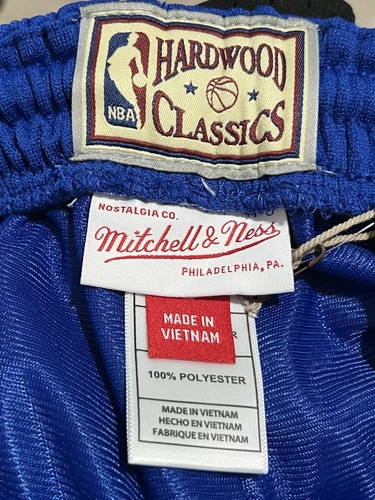 HARDWOOD
NBA
CLASSICS
NOSTALGIA CO.
Mitchell & Ness
PHILADELPHIA, PA.
MADE IN
VIETNAM
R
100% POLYESTER
MADE IN VIETNAM
HECHO EN VIETNAM
FABRIQUE EN VIETNAM